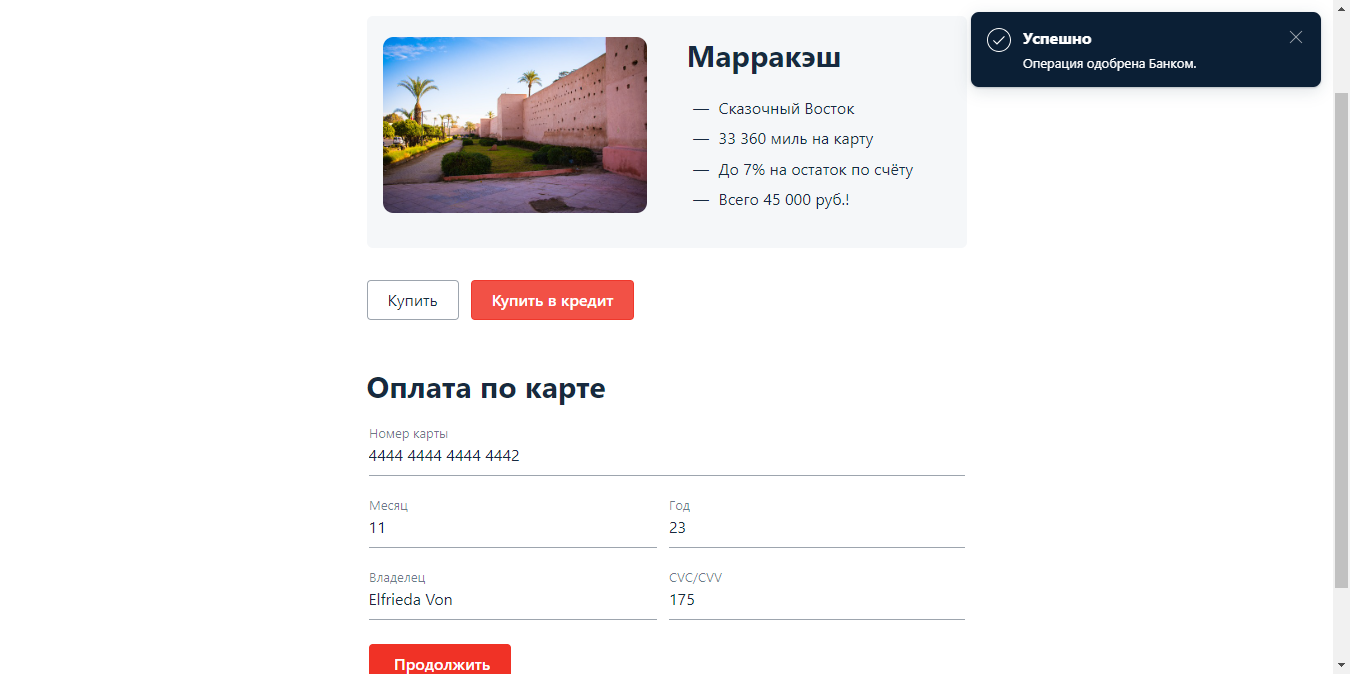 Марракэш
— Сказочный Восток
— 33 360 миль на карту
— До 7% на остаток по счёту
— Всего 45 000 руб.!
Успешно
Операция одобрена Банком.
Купить
Купить в кредит
Оплата по карте
Номер карты
4444 4444 4444 4442
Месяц
Год
11
23
Владелец
CVC/CVV
Elfrieda Von
175
Продолжить